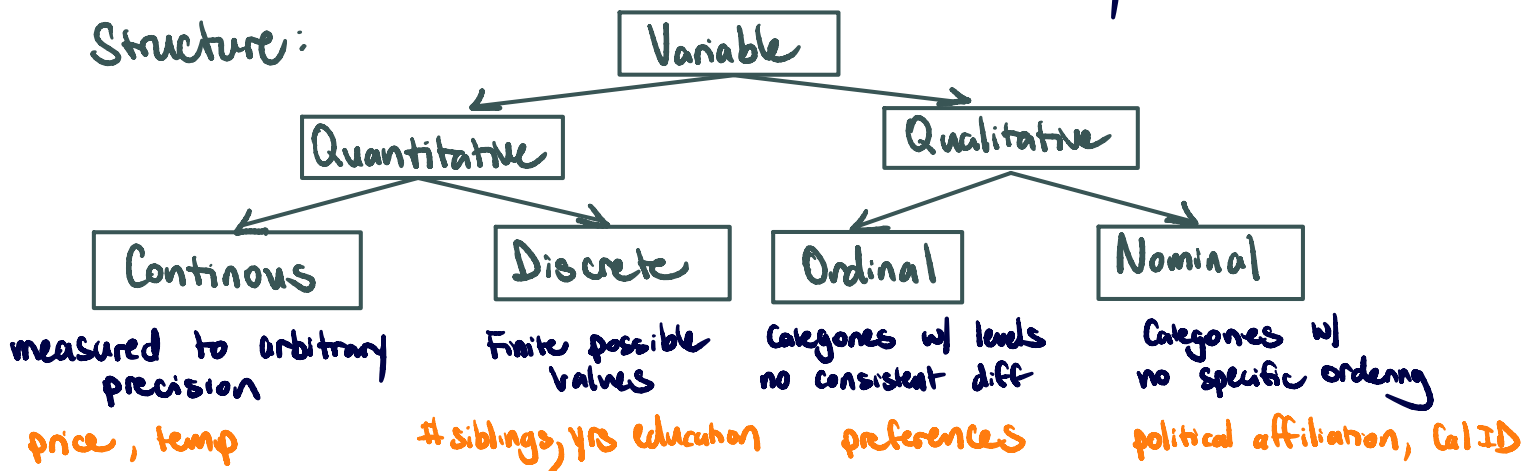 Structure:
Variable
Quantitative
Qualitative
Continous
Discrete
Ordinal
Nominal
measured to arbitrary
precision
Finite possible
values
Categories w/ levels
no consistent diff
Categories w/
no specific ordering
price, temp
# siblings, yrs education
preferences
political affiliation, Cal ID